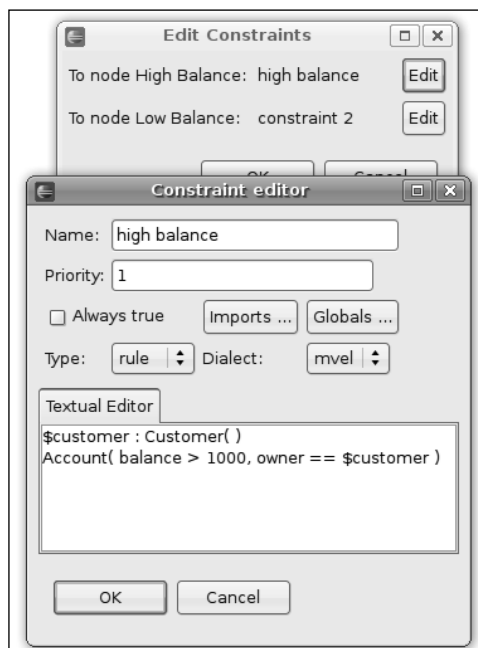 Edit Constraints
To node High Balance: high balance Edit
To node Low Balance: constraint 2 Edit
OK Cancel
Constraint editor
Name: high balance
Priority: 1
Always true Imports ... Globals ...
Type: rule Dialect: mvel
Textual Editor
$customer : Customer( )
Account( balance > 1000, owner == $customer )
OK Cancel